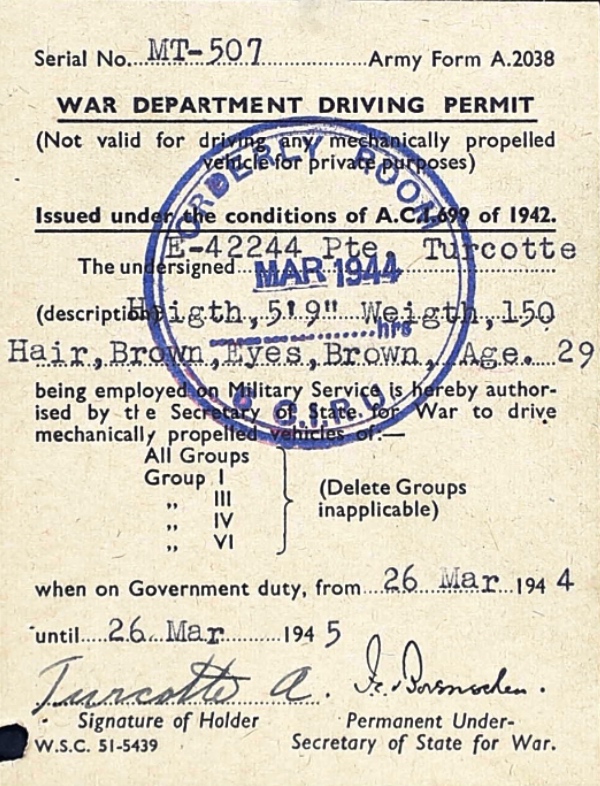 Serial No. MT-507 Army Form A.2038
WAR DEPARTMENT DRIVING PERMIT
(Not valid for driving any mechanically propelled
vehicle for private purposes)
ORDERLY ROOM
Issued under the conditions of A.C.I.699 of 1942.
E-42244 Pte. Turcotte
The undersigned
MAR 1944
(description) Heigth,5'9" Weigth,150
hrs
Hair,Brown,Eyes,Brown, Age. 29
being employed on Military Service is hereby author-
ised by the Secretary of State for War to drive
mechanically propelled vehicles of:—
All Groups
Group I
„ III
„ IV
„ VI
(Delete Groups
inapplicable)
when on Government duty, from 26 Mar 1944
until 26 Mar 1945
Turcotte A.
Signature of Holder
Permanent Under-
Secretary of State for War.
W.S.C. 51-5439